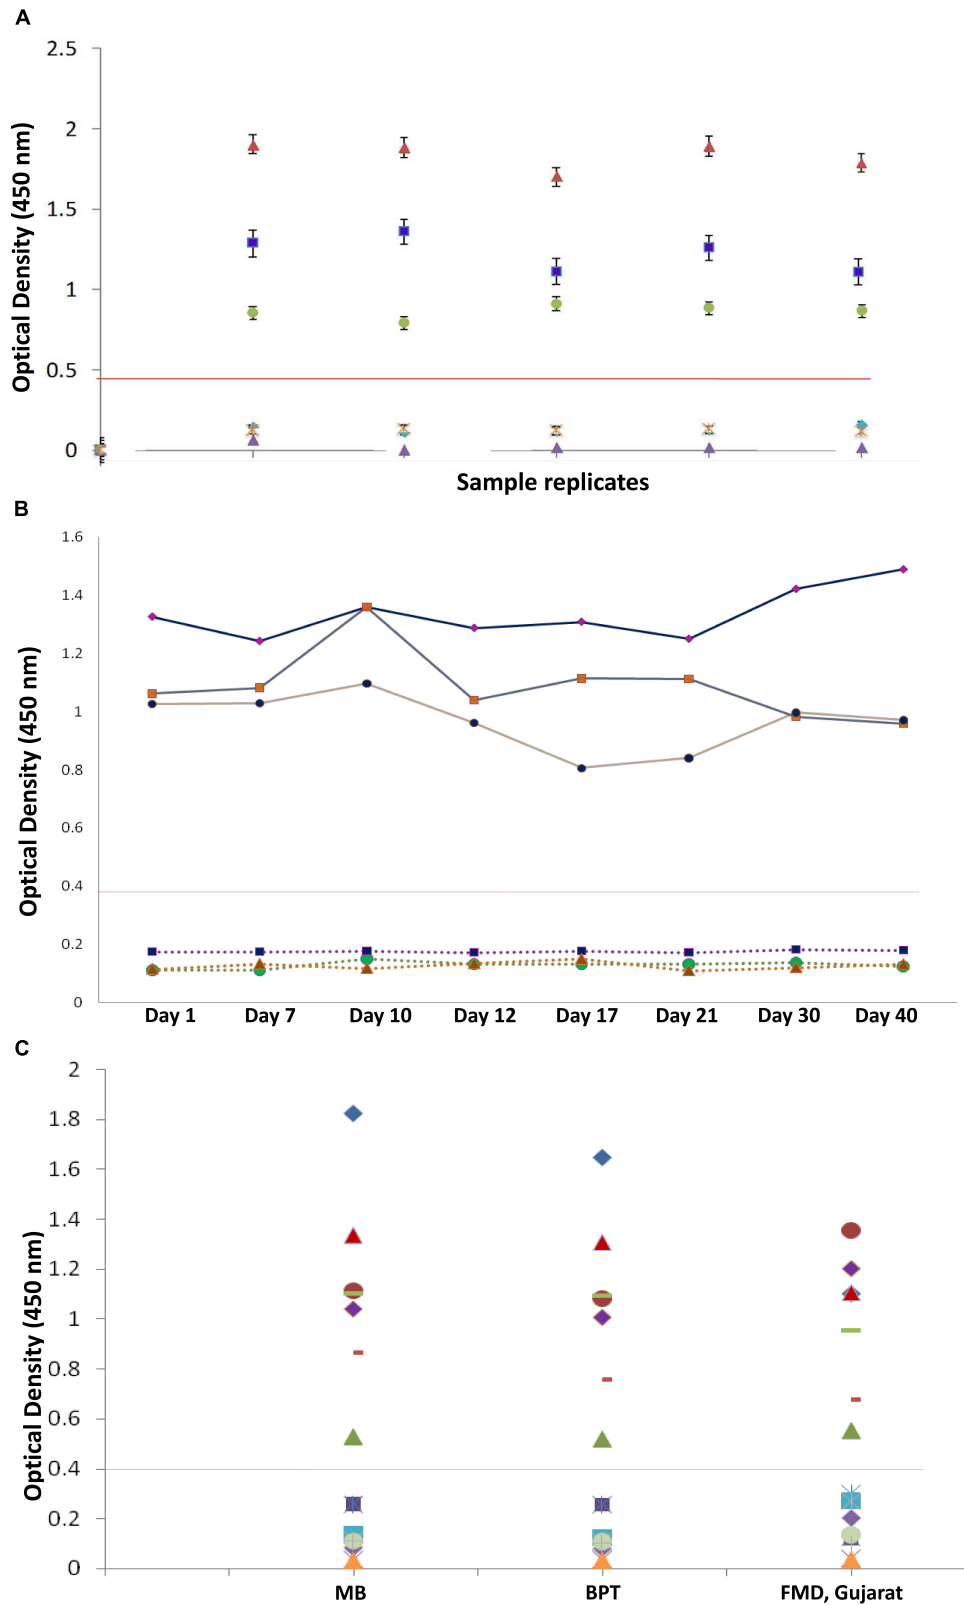 A
2.5
2
1.5
1
0.5
0
Optical Density (450 nm)
Sample replicates
B
1.6
1.4
1.2
1
0.8
0.6
0.4
0.2
0
Optical Density (450 nm)
Day 1 Day 7 Day 10 Day 12 Day 17 Day 21 Day 30 Day 40
C
2
1.8
1.6
1.4
1.2
1
0.8
0.6
0.4
0.2
0
Optical Density (450 nm)
MB BPT FMD, Gujarat